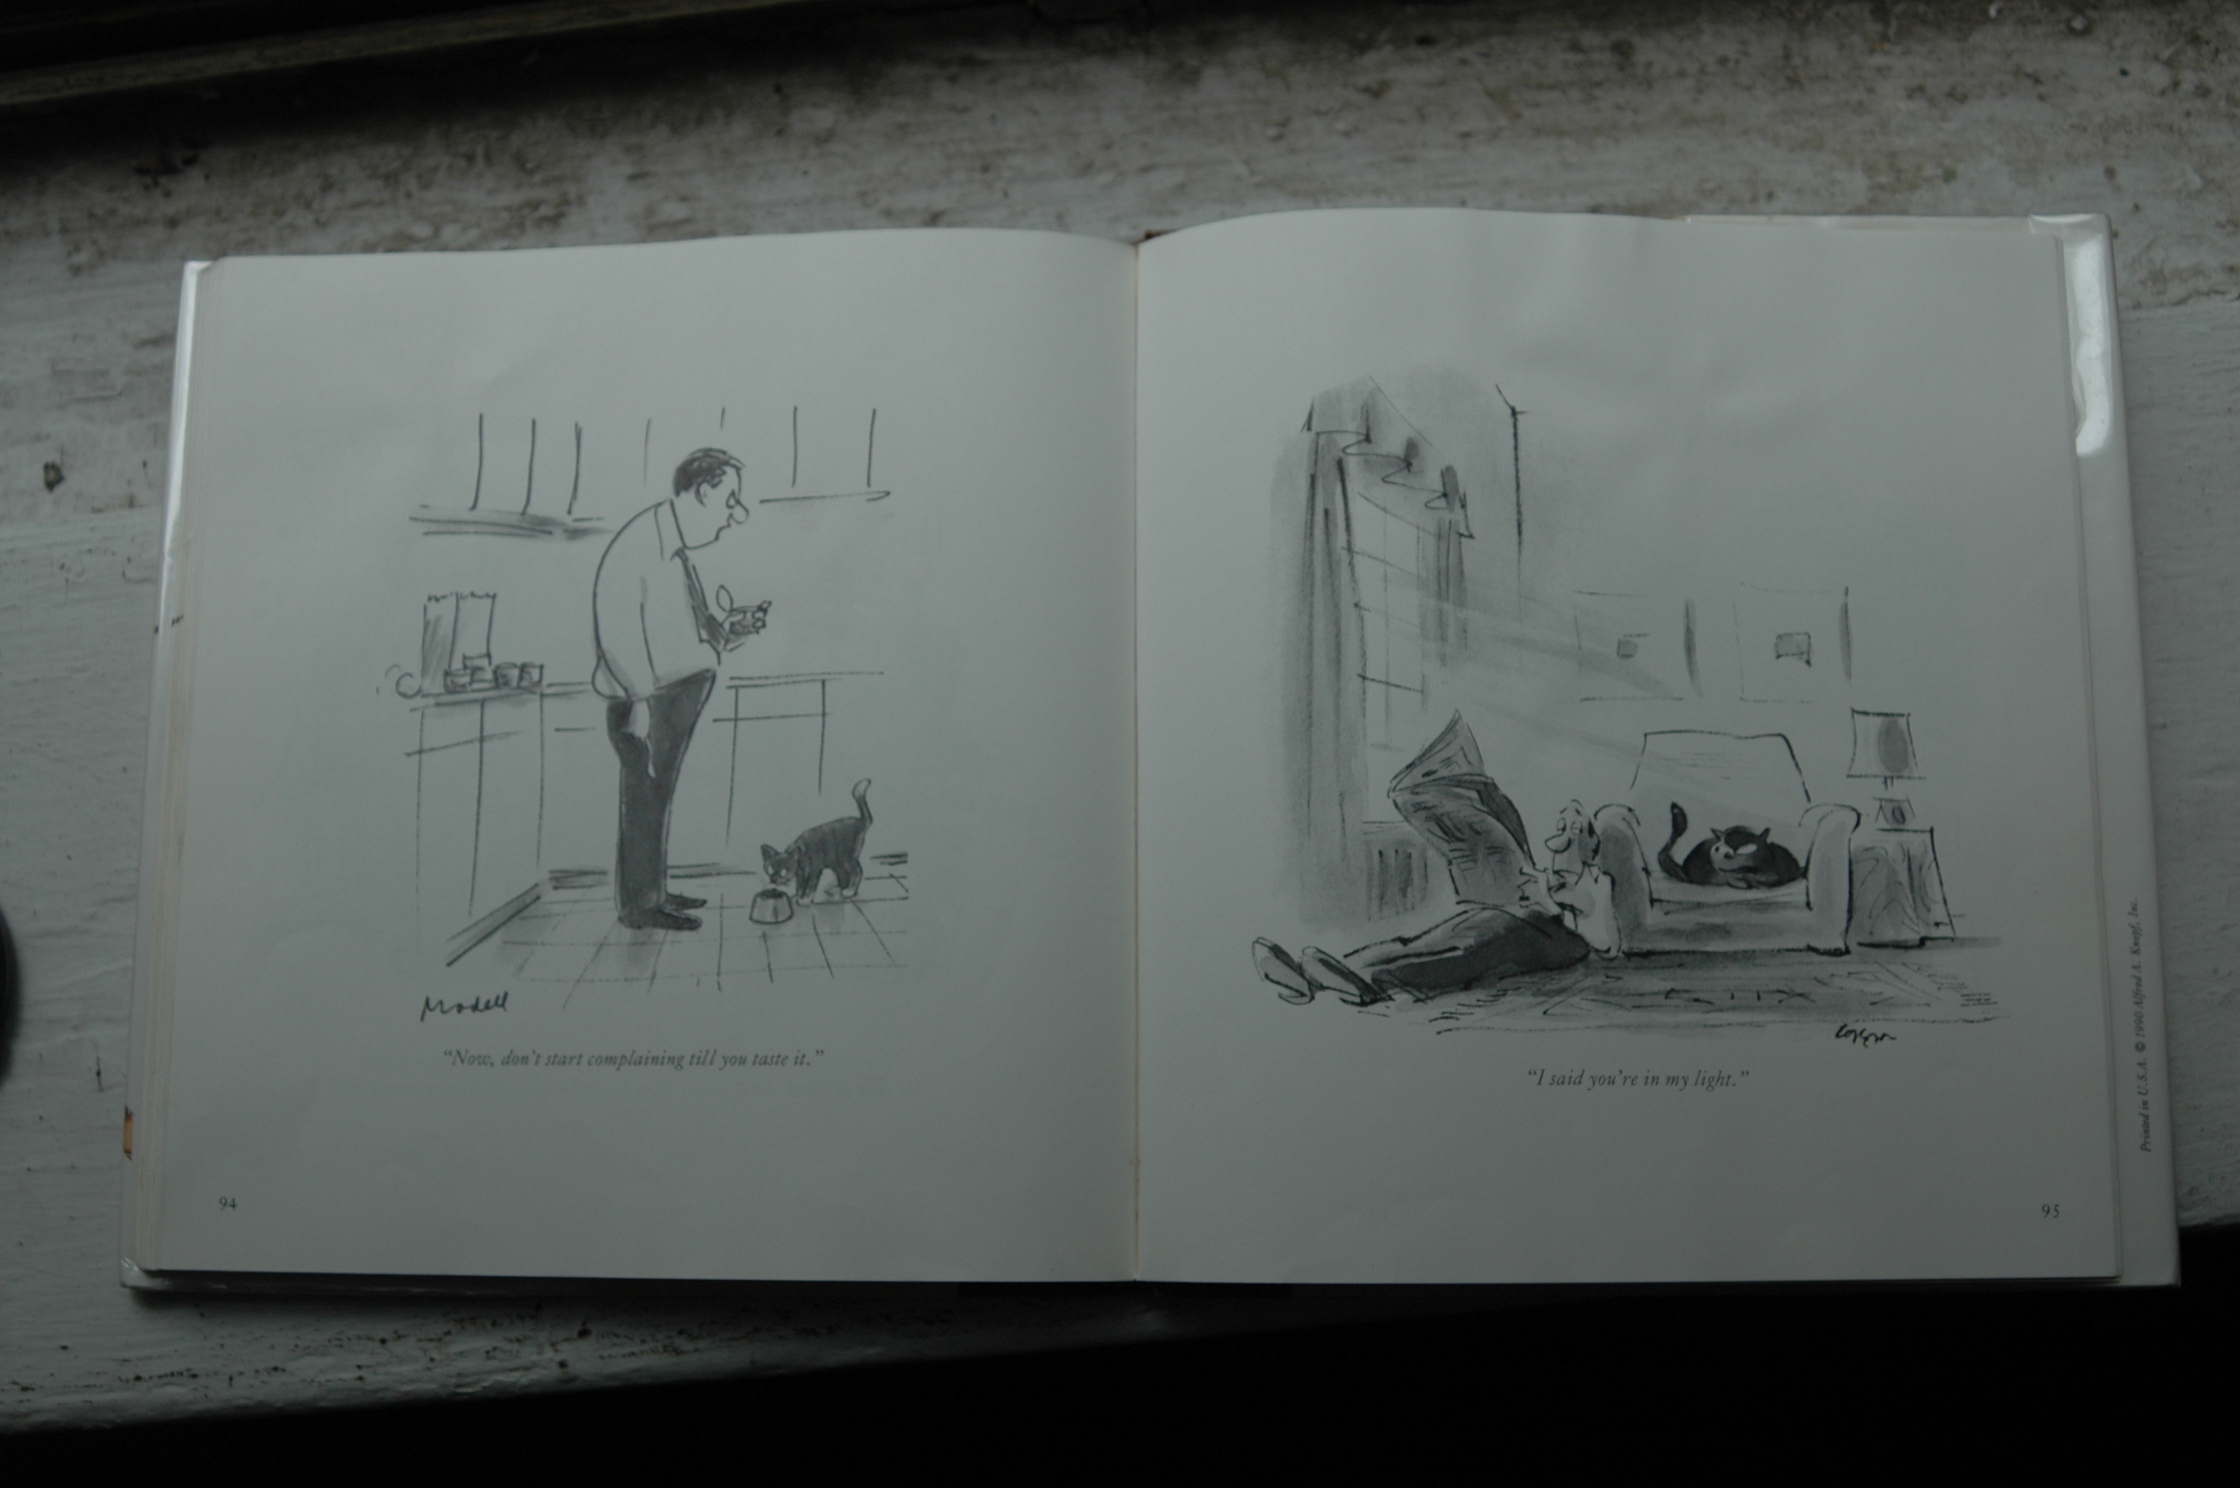 Modell
“Now, don't start complaining till you taste it.”
94
Lorenz
“I said you're in my light.”
95
Printed in U.S.A. © 1990 Alfred A. Knopf, Inc.